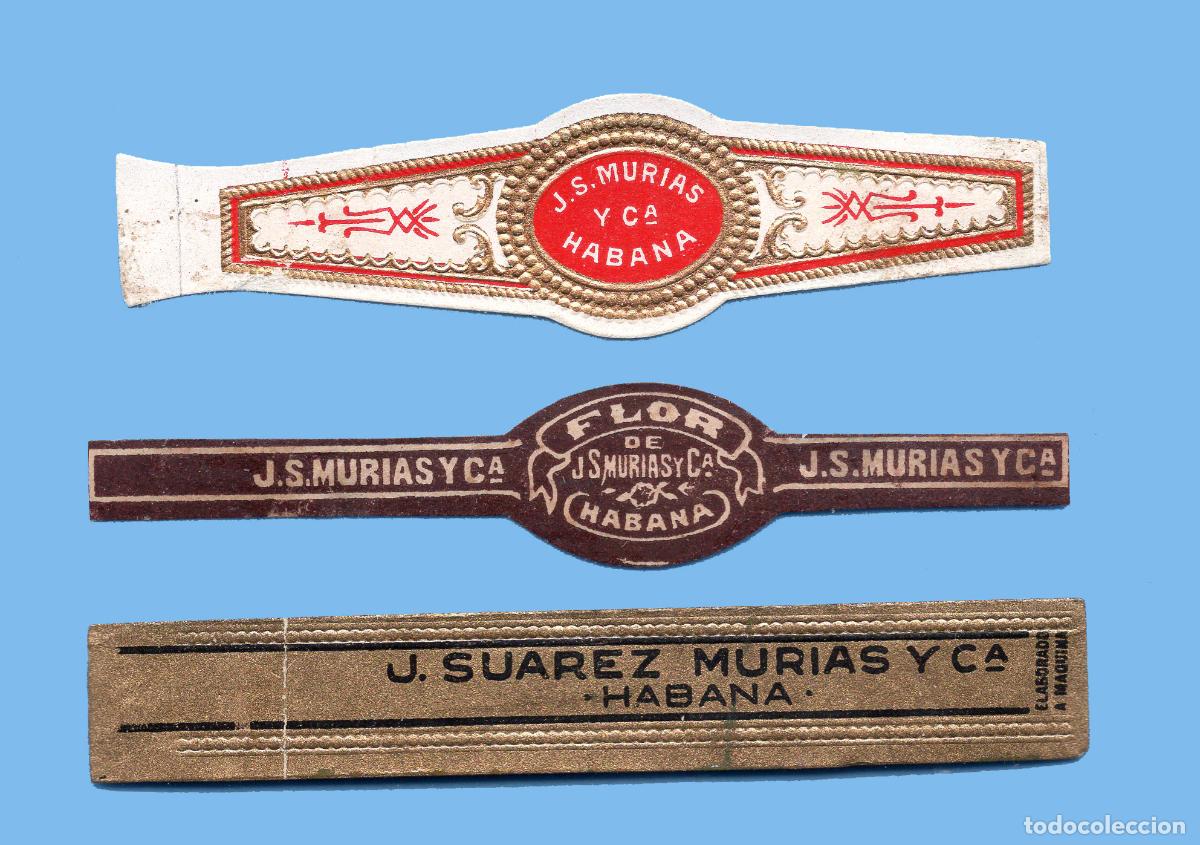 J.S.MURIAS
Y Cª
HABANA
FLOR
DE
J.S.MURIAS Y Cª
J.S.MURIAS Y Cª
J.S.MURIAS Y Cª
HABANA
J. SUAREZ MURIAS Y Cª
·HABANA·
ELABORADO
A MAQUINA
todocoleccion